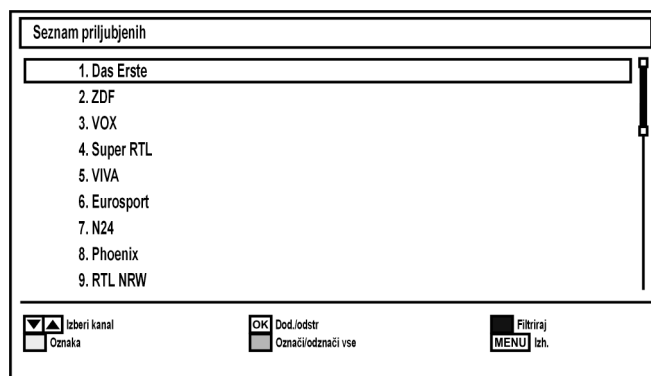 Seznam priljubjenih
1. Das Erste
2. ZDF
3. VOX
4. Super RTL
5. VIVA
6. Eurosport
7. N24
8. Phoenix
9. RTL NRW
Izberi kanal OK Dod./odstr Filtriraj
Oznaka Označi/odznači vse MENU Izh.